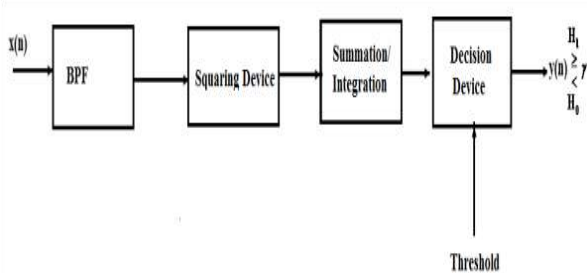 x(n)
BPF
Squaring Device
Summation/
Integration
Decision
Device
H₁
y(n) ≥ γ
<
H₀
Threshold